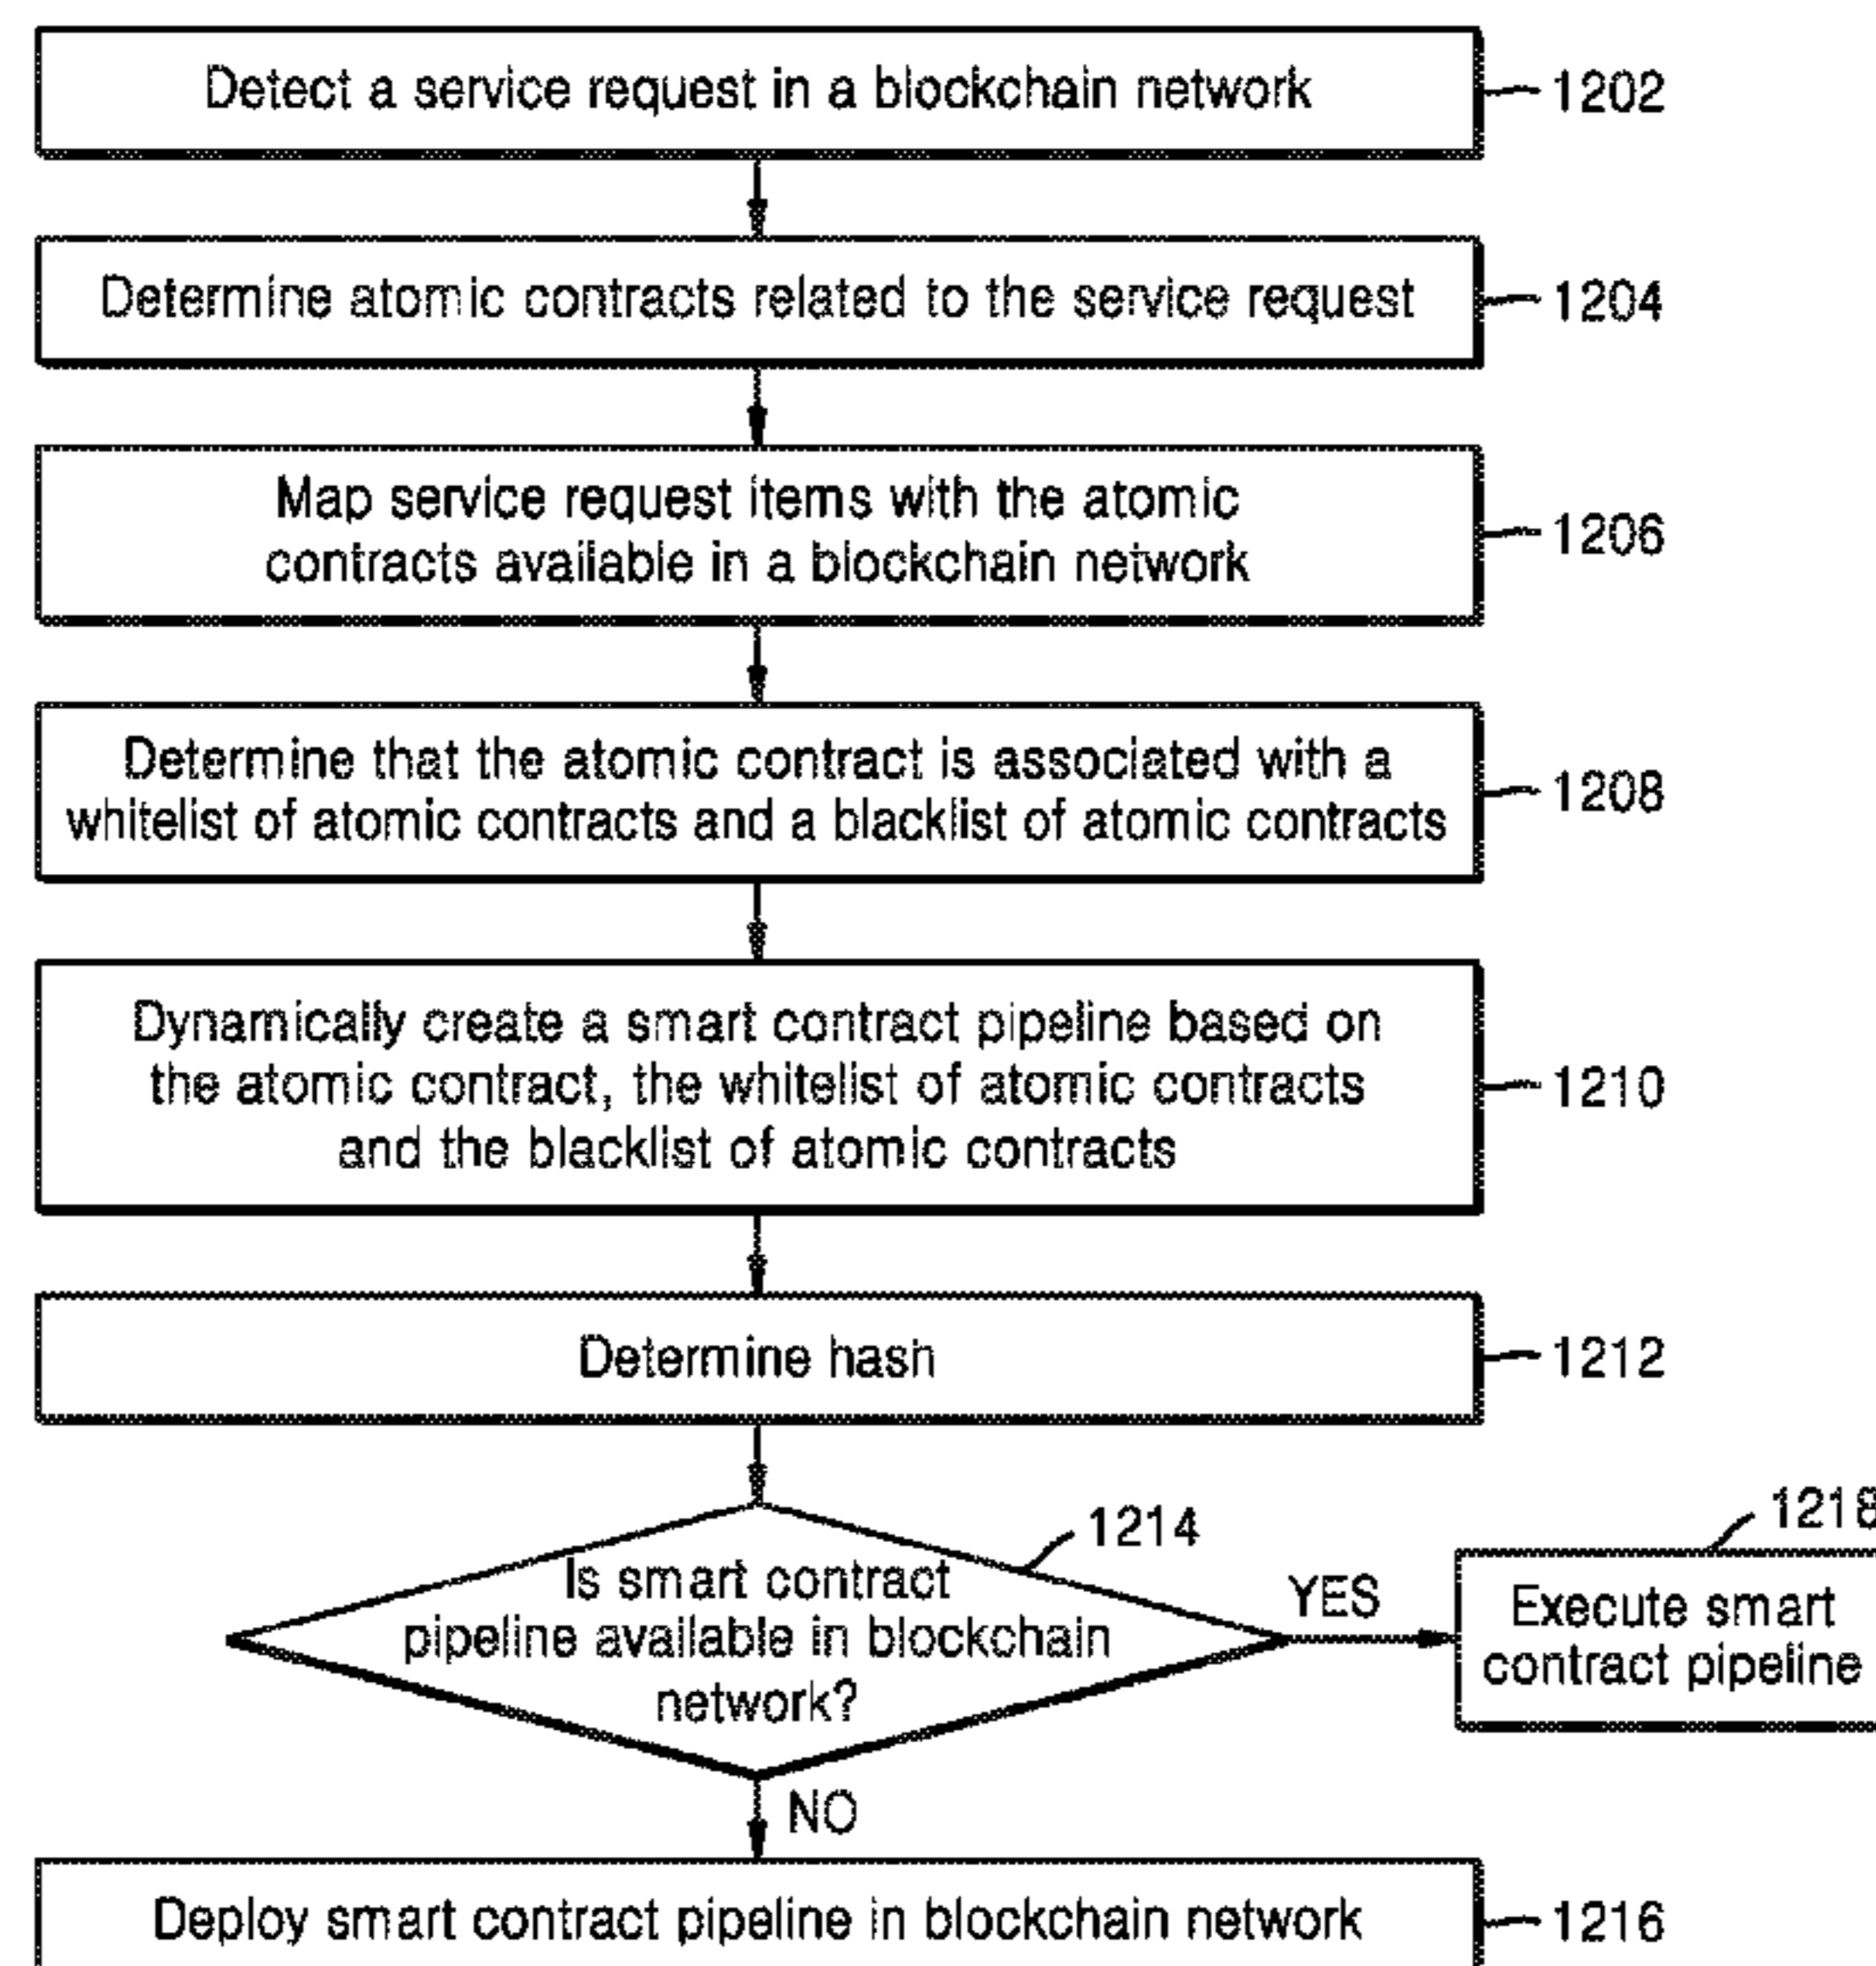 Detect a service request in a blockchain network
1202
Determine atomic contracts related to the service request
1204
Map service request items with the atomic
contracts available in a blockchain network
1206
Determine that the atomic contract is associated with a
whitelist of atomic contracts and a blacklist of atomic contracts
1208
Dynamically create a smart contract pipeline based on
the atomic contract, the whitelist of atomic contracts
and the blacklist of atomic contracts
1210
Determine hash
1212
1214
Is smart contract
pipeline available in blockchain
network?
YES
1218
Execute smart
contract pipeline
NO
Deploy smart contract pipeline in blockchain network
1216